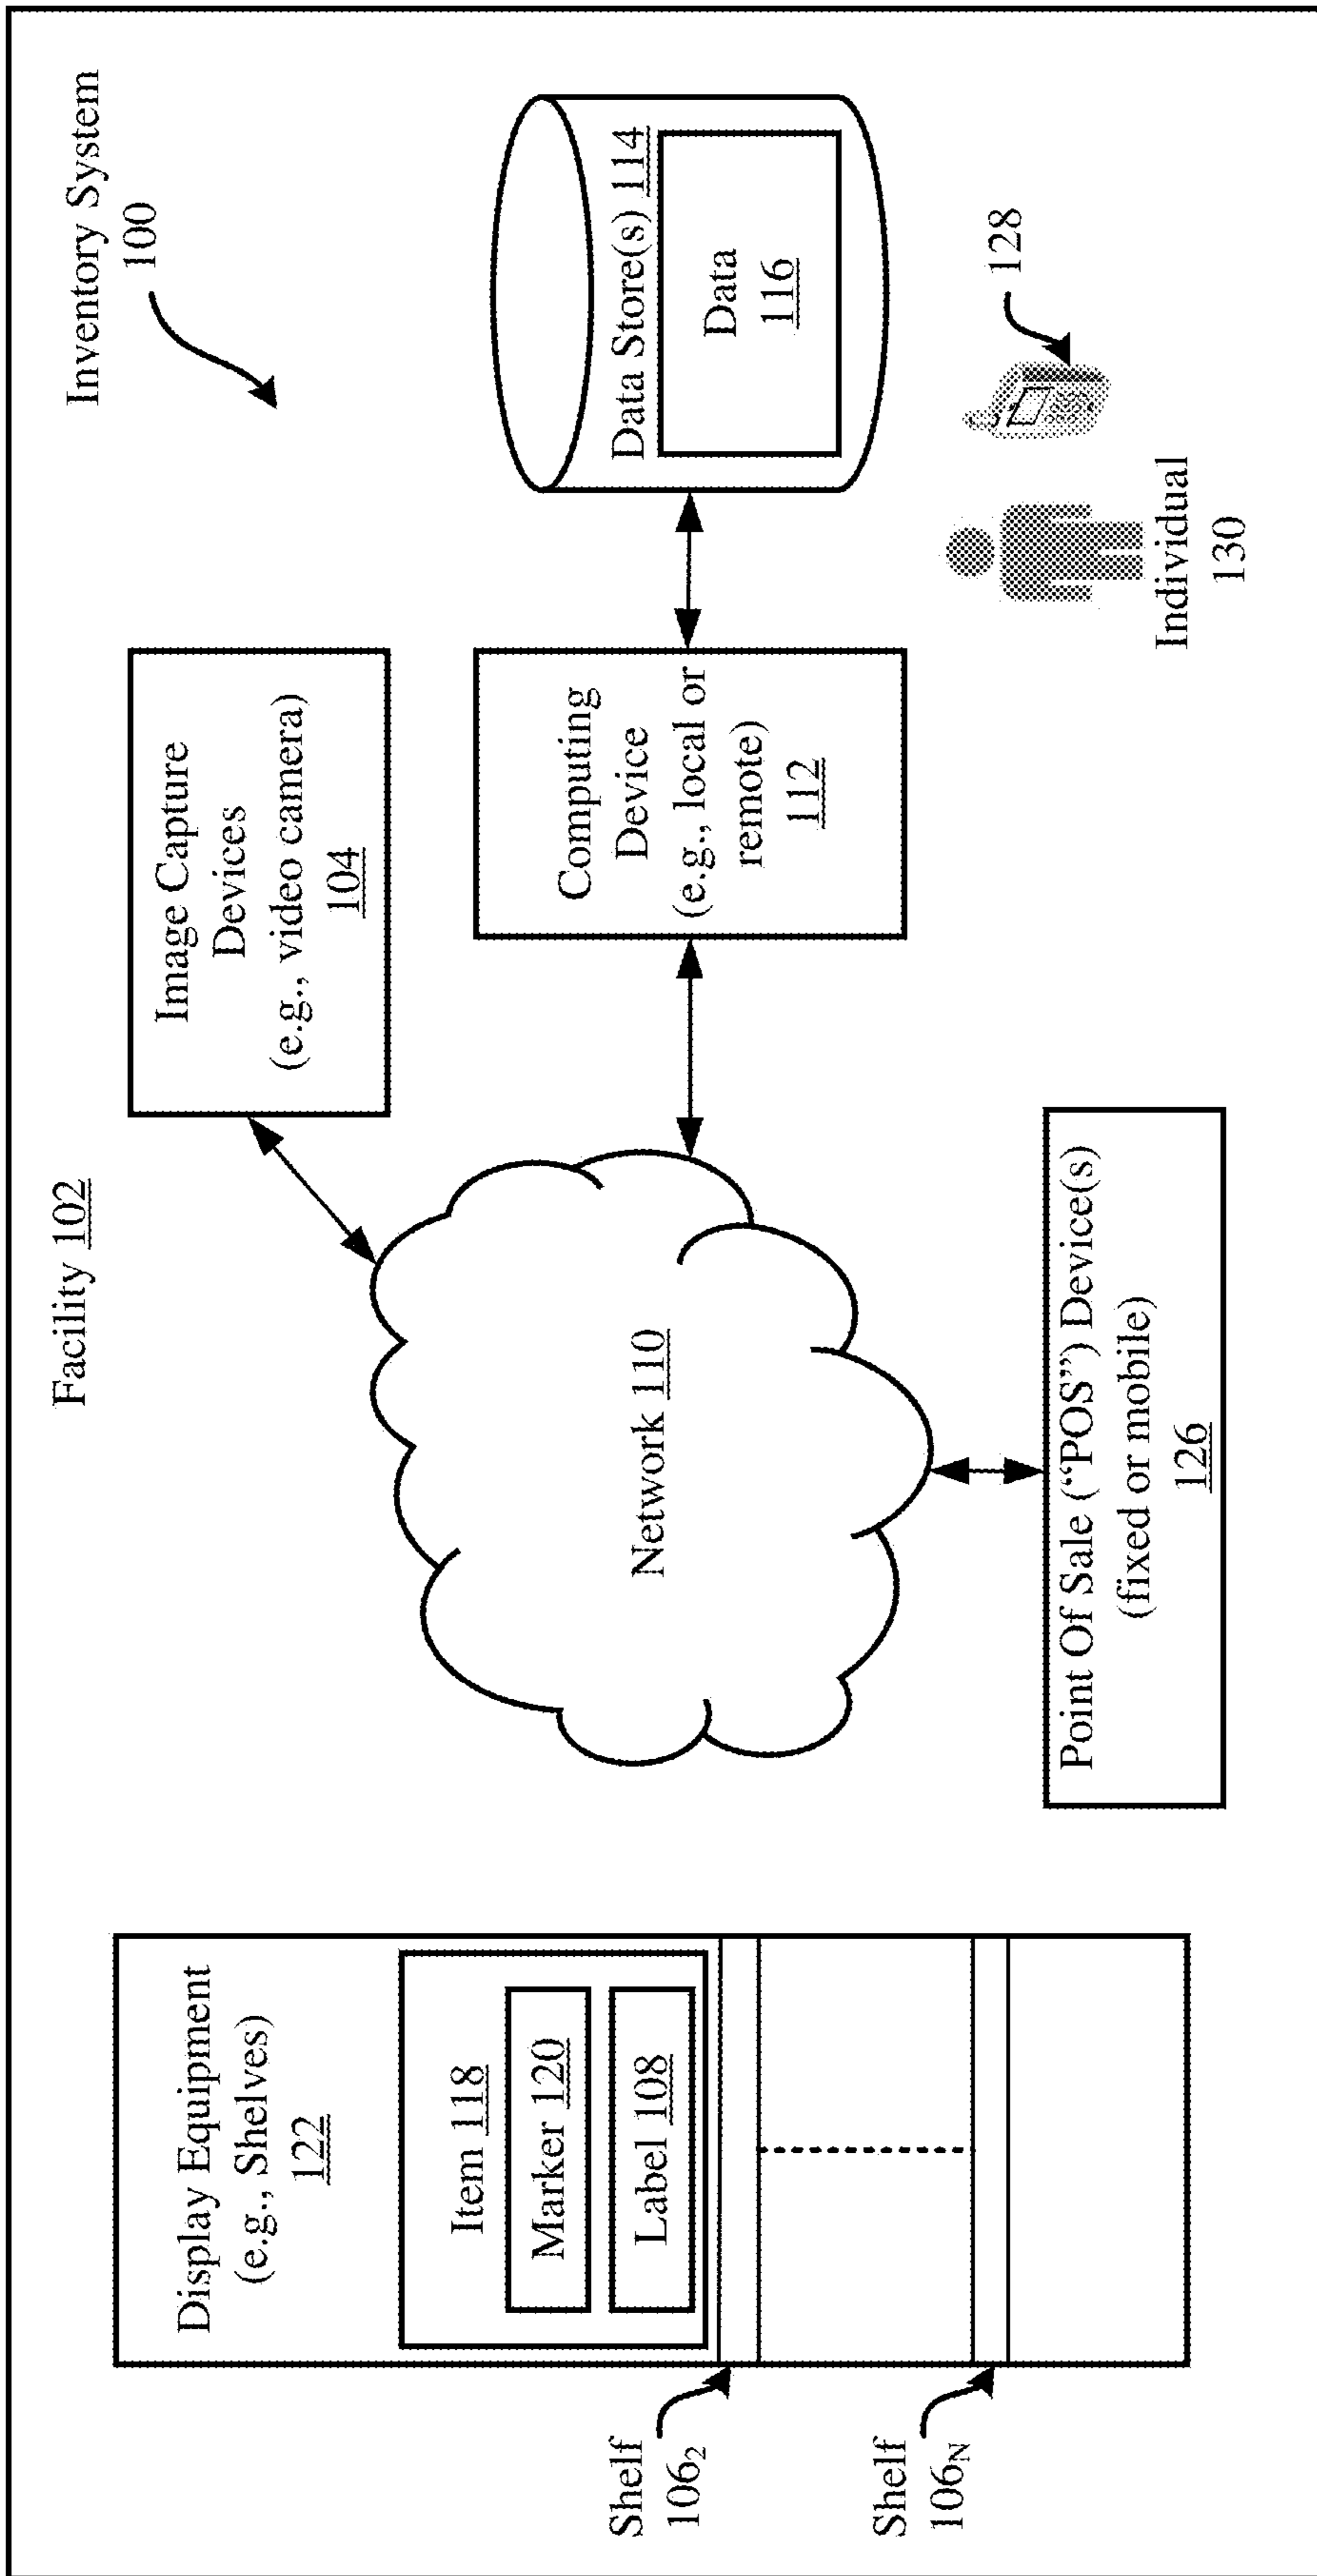 Facility 102
Inventory System
100
Display Equipment
(e.g., Shelves)
122
Item 118
Marker 120
Label 108
Shelf
106₂
Shelf
106ₙ
Network 110
Image Capture
Devices
(e.g., video camera)
104
Computing
Device
(e.g., local or
remote)
112
Data Store(s) 114
Data
116
Point Of Sale (“POS”) Device(s)
(fixed or mobile)
126
128
Individual
130